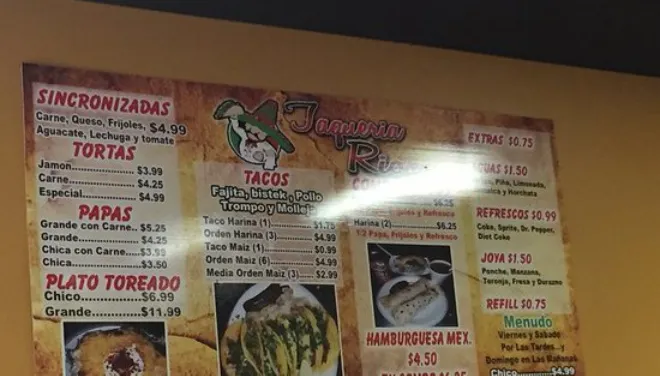 SINCRONIZADAS
Carne, Queso, Frijoles, $4.99
Aguacate, Lechuga y tomate
TORTAS
Jamon..............$3.99
Carne..............$4.25
Especial...........$4.99
PAPAS
Grande con Carne.. $5.25
Grande............. $4.25
Chica con Carne....$3.99
Chica...............$3.50
PLATO TOREADO
Chico............$6.99
Grande..........$11.99
Taqueria
TACOS
Fajita, bistek, Pollo
Trompo y
Taco Harina (1)............$1.75
Orden Harina (3)..........$4.99
Taco Maiz (1)...............$0.99
Orden Maiz (6).............$4.99
Media Orden Maiz (3)....$2.99
$6.25
Frijoles y Refresco
Harina (2) $6.25
1/2 Papa, Frijoles y Refresco
HAMBURGUESA MEX.
$4.50
EXTRAS $0.75
$1.50
Piña, Limonada,
y Horchata
REFRESCOS $0.99
Coke, Sprite, Dr. Pepper,
Diet Coke
JOYA $1.50
Ponche, Manzana,
Toronja, Fresa y Durazno
REFILL $0.75
Menudo
Viernes y Sabado
Por Las Tardes...y
Domingo en Las Mañanas
Chico............$4.99